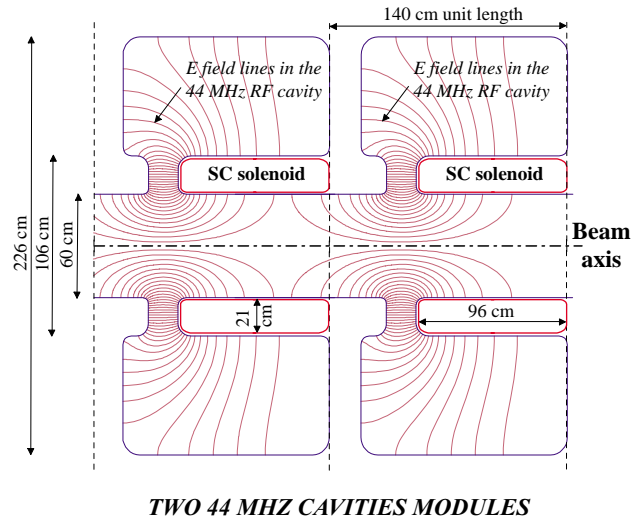 140 cm unit length
E field lines in the
44 MHz RF cavity
E field lines in the
44 MHz RF cavity
SC solenoid
SC solenoid
226 cm
106 cm
60 cm
Beam
axis
21
cm
96 cm
TWO 44 MHZ CAVITIES MODULES